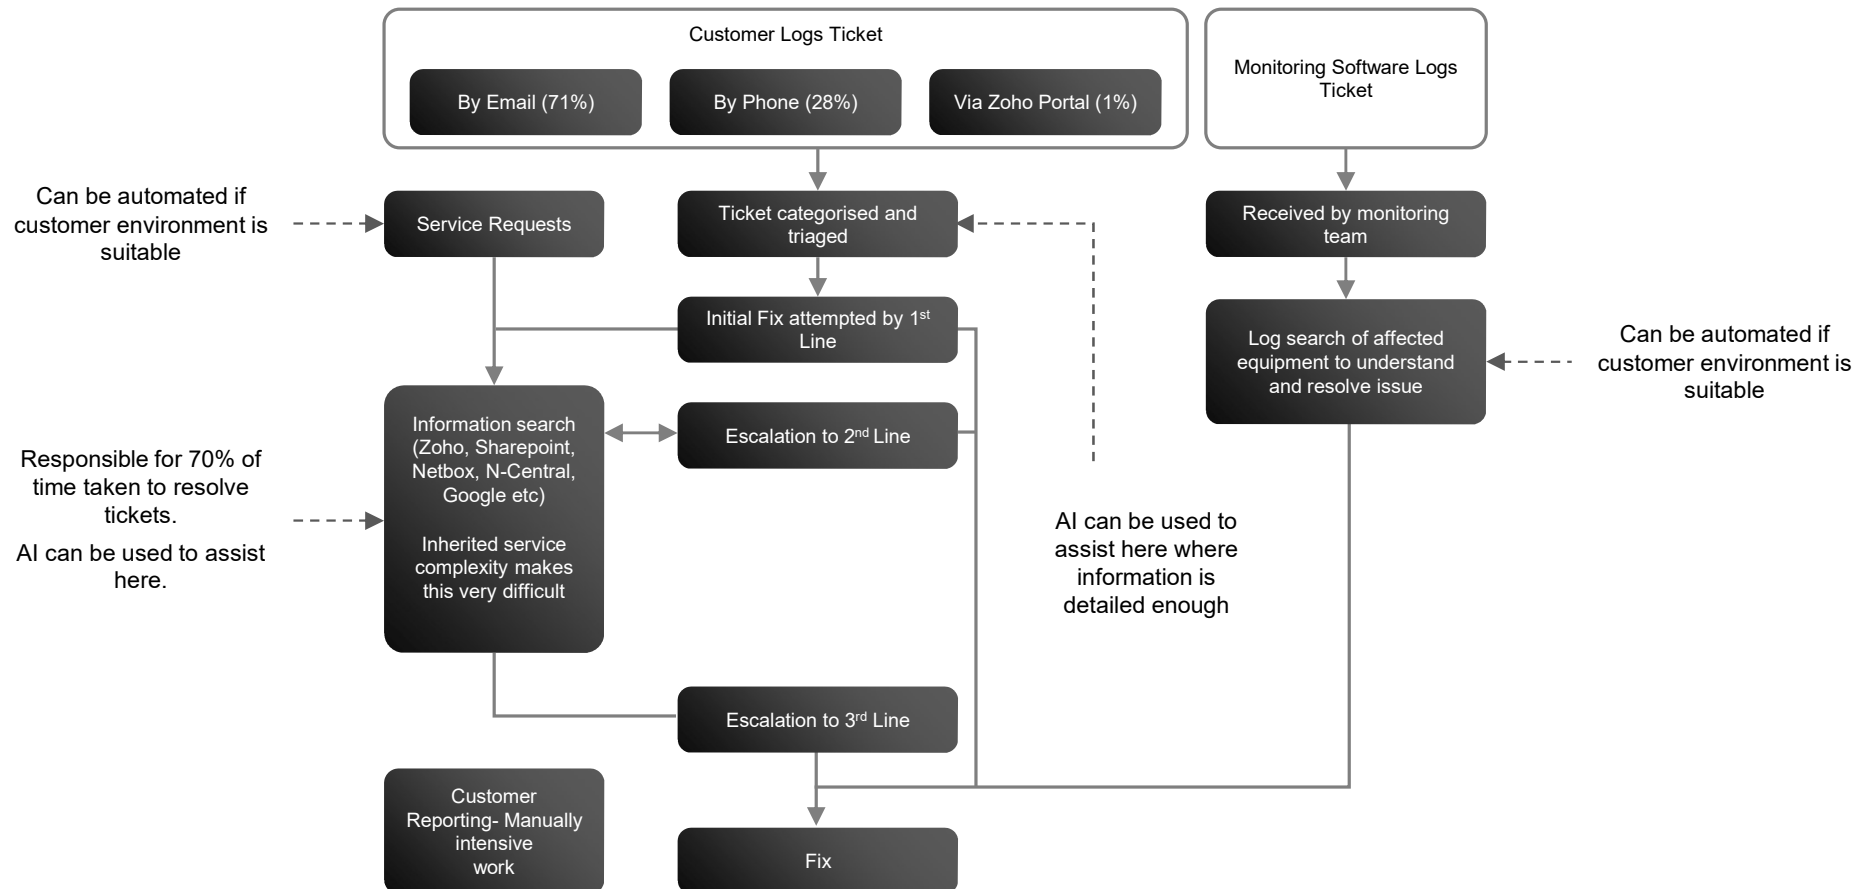 Customer Logs Ticket
By Email (71%)
By Phone (28%)
Via Zoho Portal (1%)
Monitoring Software Logs
Ticket
Can be automated if
customer environment is
suitable
Service Requests
Ticket categorised and
triaged
Received by monitoring
team
Initial Fix attempted by 1st
Line
Log search of affected
equipment to understand
and resolve issue
Can be automated if
customer environment is
suitable
Information search
(Zoho, Sharepoint,
Netbox, N-Central,
Google etc)
Inherited service
complexity makes
this very difficult
Escalation to 2nd Line
Responsible for 70% of
time taken to resolve
tickets.
AI can be used to assist
here.
AI can be used to
assist here where
information is
detailed enough
Escalation to 3rd Line
Customer
Reporting- Manually
intensive
work
Fix